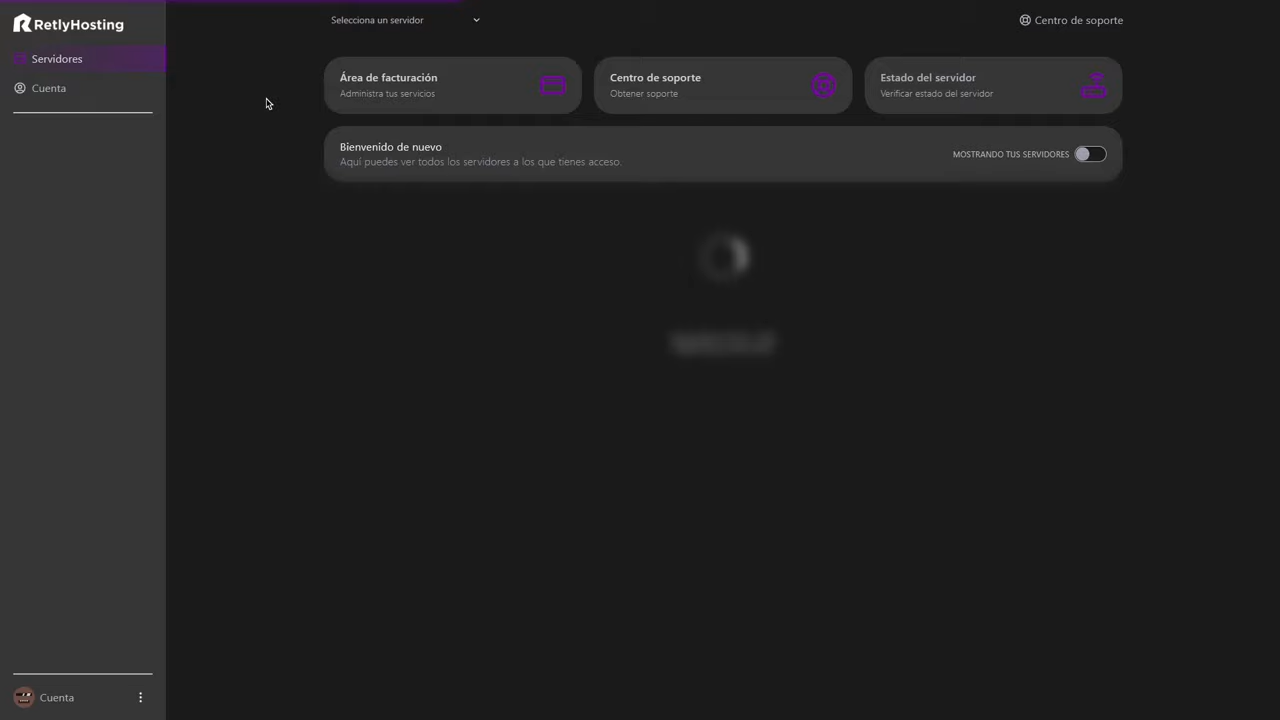 RetlyHosting
Servidores
Cuenta
Selecciona un servidor
Centro de soporte
Área de facturación
Administra tus servicios
Centro de soporte
Obtener soporte
Estado del servidor
Verificar estado del servidor
Bienvenido de nuevo
Aquí puedes ver todos los servidores a los que tienes acceso.
MOSTRANDO TUS SERVIDORES
Cuenta